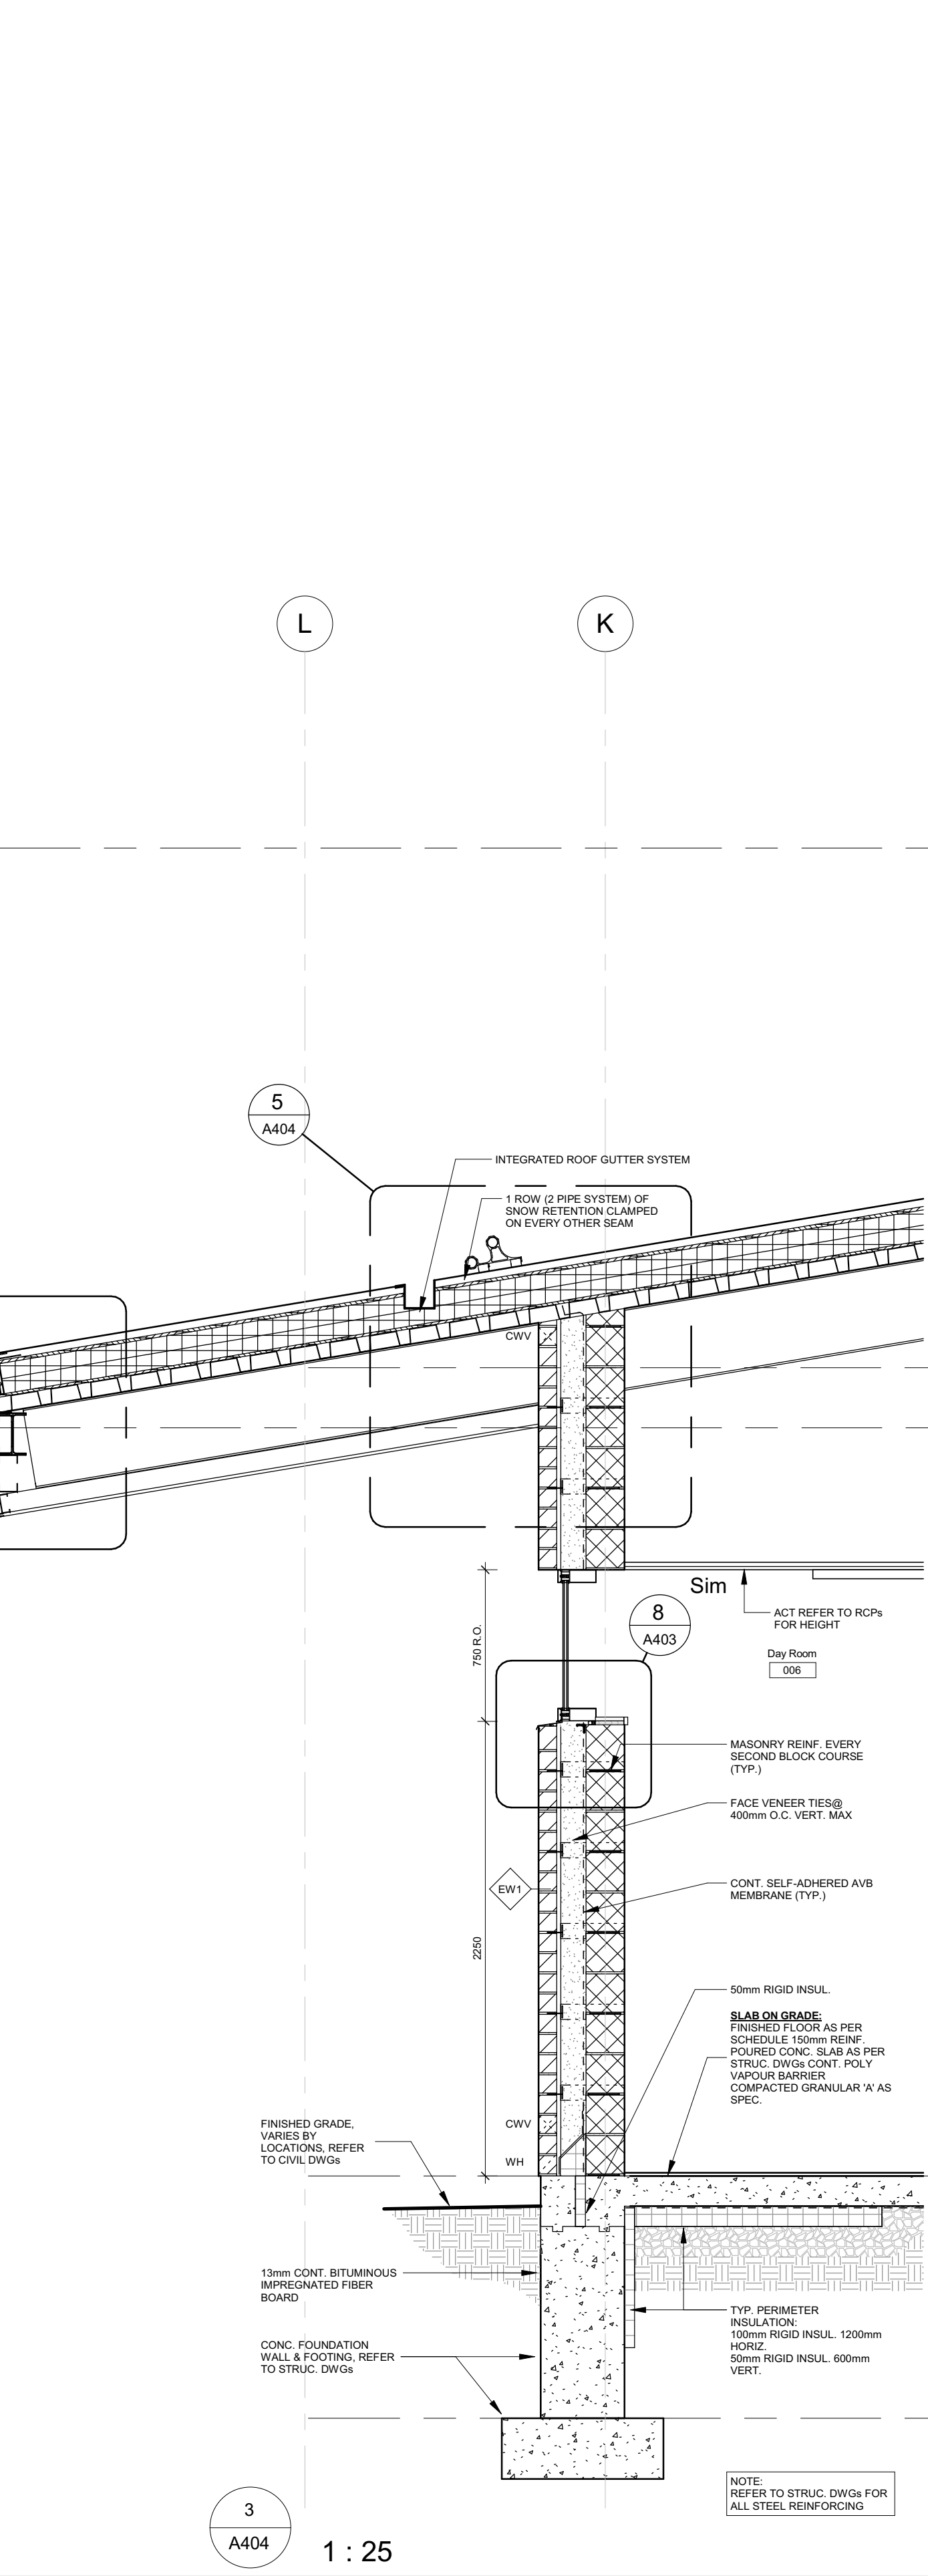 L
K
5
A404
INTEGRATED ROOF GUTTER SYSTEM
1 ROW (2 PIPE SYSTEM) OF
SNOW RETENTION CLAMPED
ON EVERY OTHER SEAM
CWV
Sim
8
A403
ACT REFER TO RCPs
FOR HEIGHT
Day Room
006
750 R.O.
MASONRY REINF. EVERY
SECOND BLOCK COURSE
(TYP.)
FACE VENEER TIES@
400mm O.C. VERT. MAX
EW1
CONT. SELF-ADHERED AVB
MEMBRANE (TYP.)
2250
50mm RIGID INSUL.
SLAB ON GRADE:
FINISHED FLOOR AS PER
SCHEDULE 150mm REINF.
POURED CONC. SLAB AS PER
STRUC. DWGs CONT. POLY
VAPOUR BARRIER
COMPACTED GRANULAR 'A' AS
SPEC.
CWV
WH
FINISHED GRADE,
VARIES BY
LOCATIONS, REFER
TO CIVIL DWGs
13mm CONT. BITUMINOUS
IMPREGNATED FIBER
BOARD
CONC. FOUNDATION
WALL & FOOTING, REFER
TO STRUC. DWGs
TYP. PERIMETER
INSULATION:
100mm RIGID INSUL. 1200mm
HORIZ.
50mm RIGID INSUL. 600mm
VERT.
NOTE:
REFER TO STRUC. DWGs FOR
ALL STEEL REINFORCING
3
A404
1 : 25